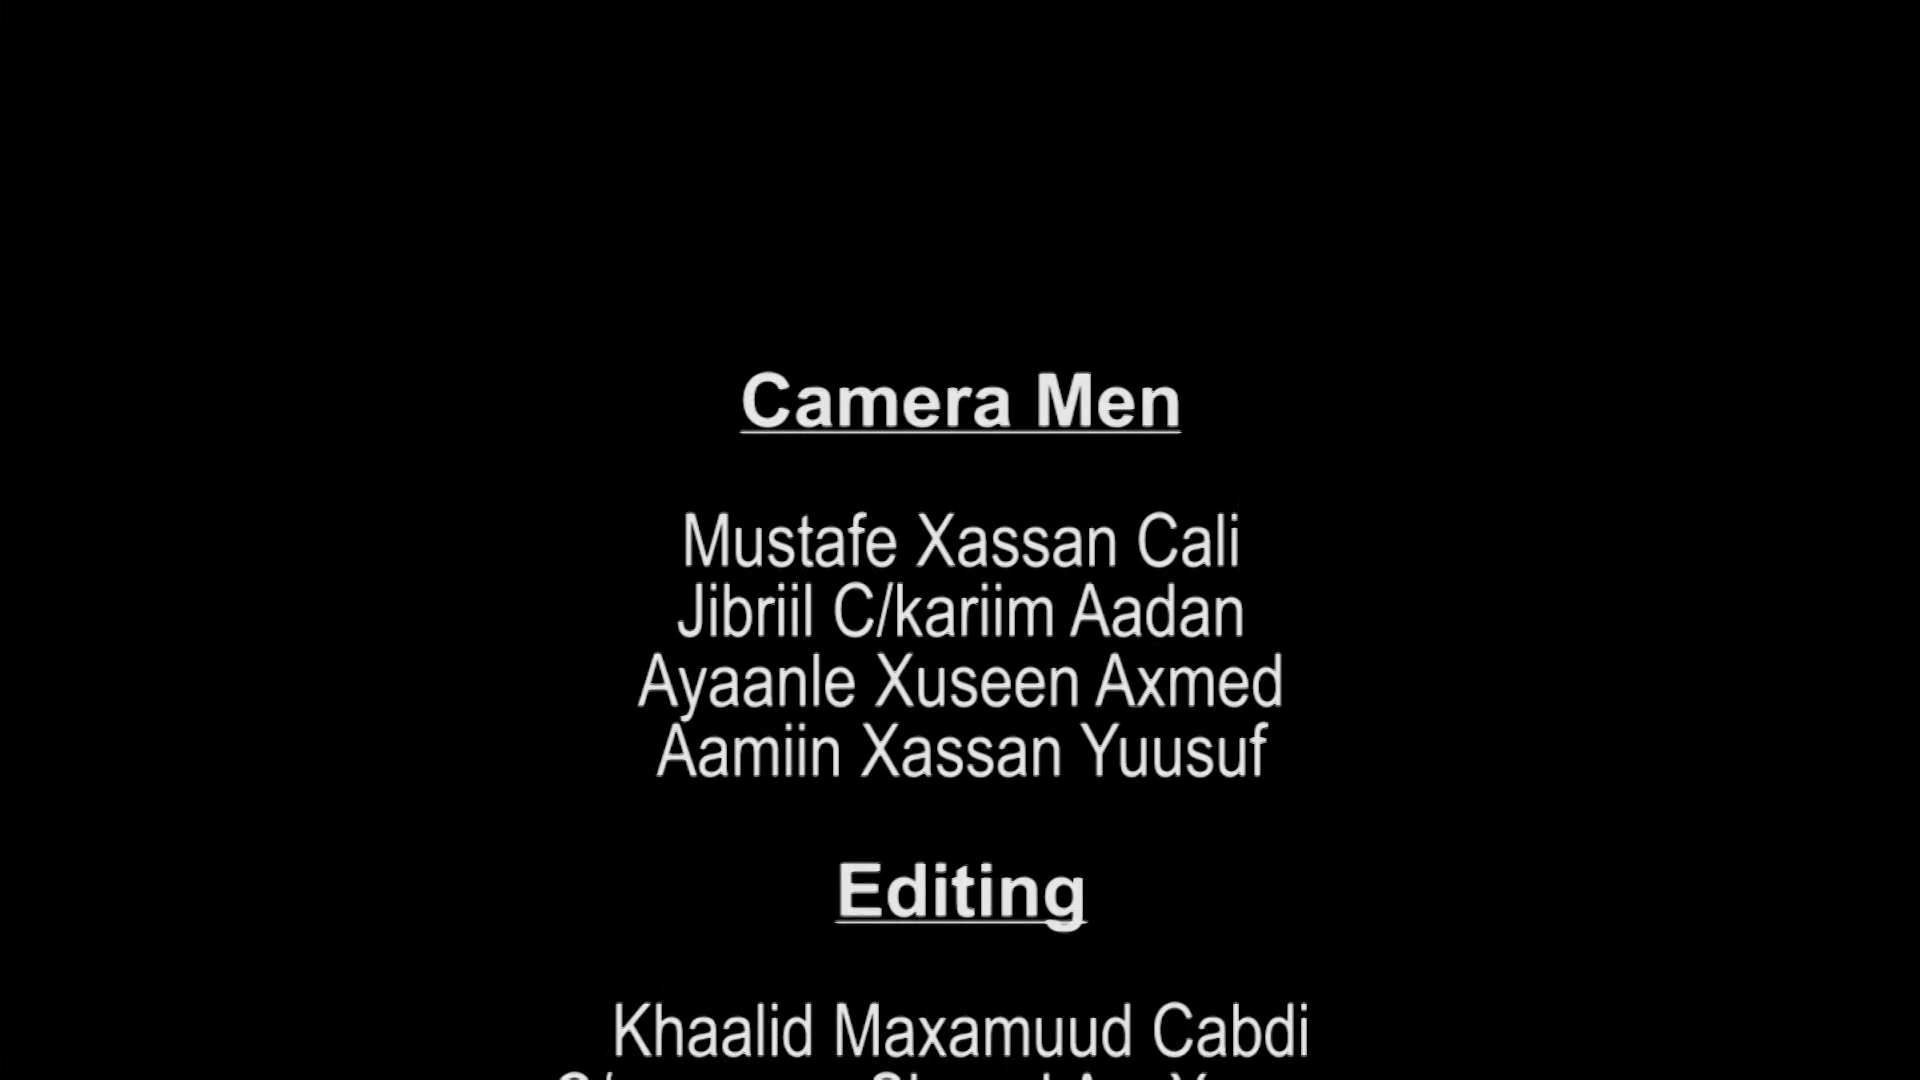 Camera Men
Mustafe Xassan Cali
Jibriil C/kariim Aadan
Ayaanle Xuseen Axmed
Aamiin Xassan Yuusuf
Editing
Khaalid Maxamuud Cabdi